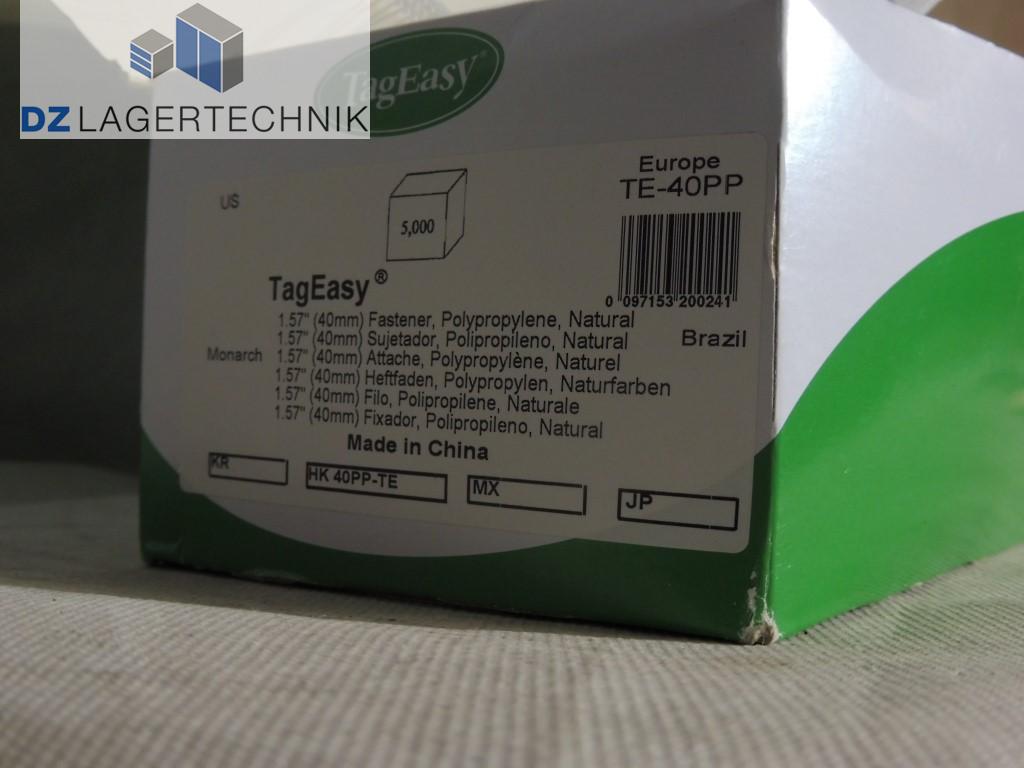 DZ LAGERTECHNIK
TagEasy®
US
5,000
Europe
TE-40PP
0 097153 200241
TagEasy®
1.57" (40mm) Fastener, Polypropylene, Natural
1.57" (40mm) Sujetador, Polipropileno, Natural
Brazil
Monarch
1.57" (40mm) Attache, Polypropylène, Naturel
1.57" (40mm) Heftfaden, Polypropylen, Naturfarben
1.57" (40mm) Filo, Polipropilene, Naturale
1.57" (40mm) Fixador, Polipropileno, Natural
Made in China
KR
HK 40PP-TE
MX
JP